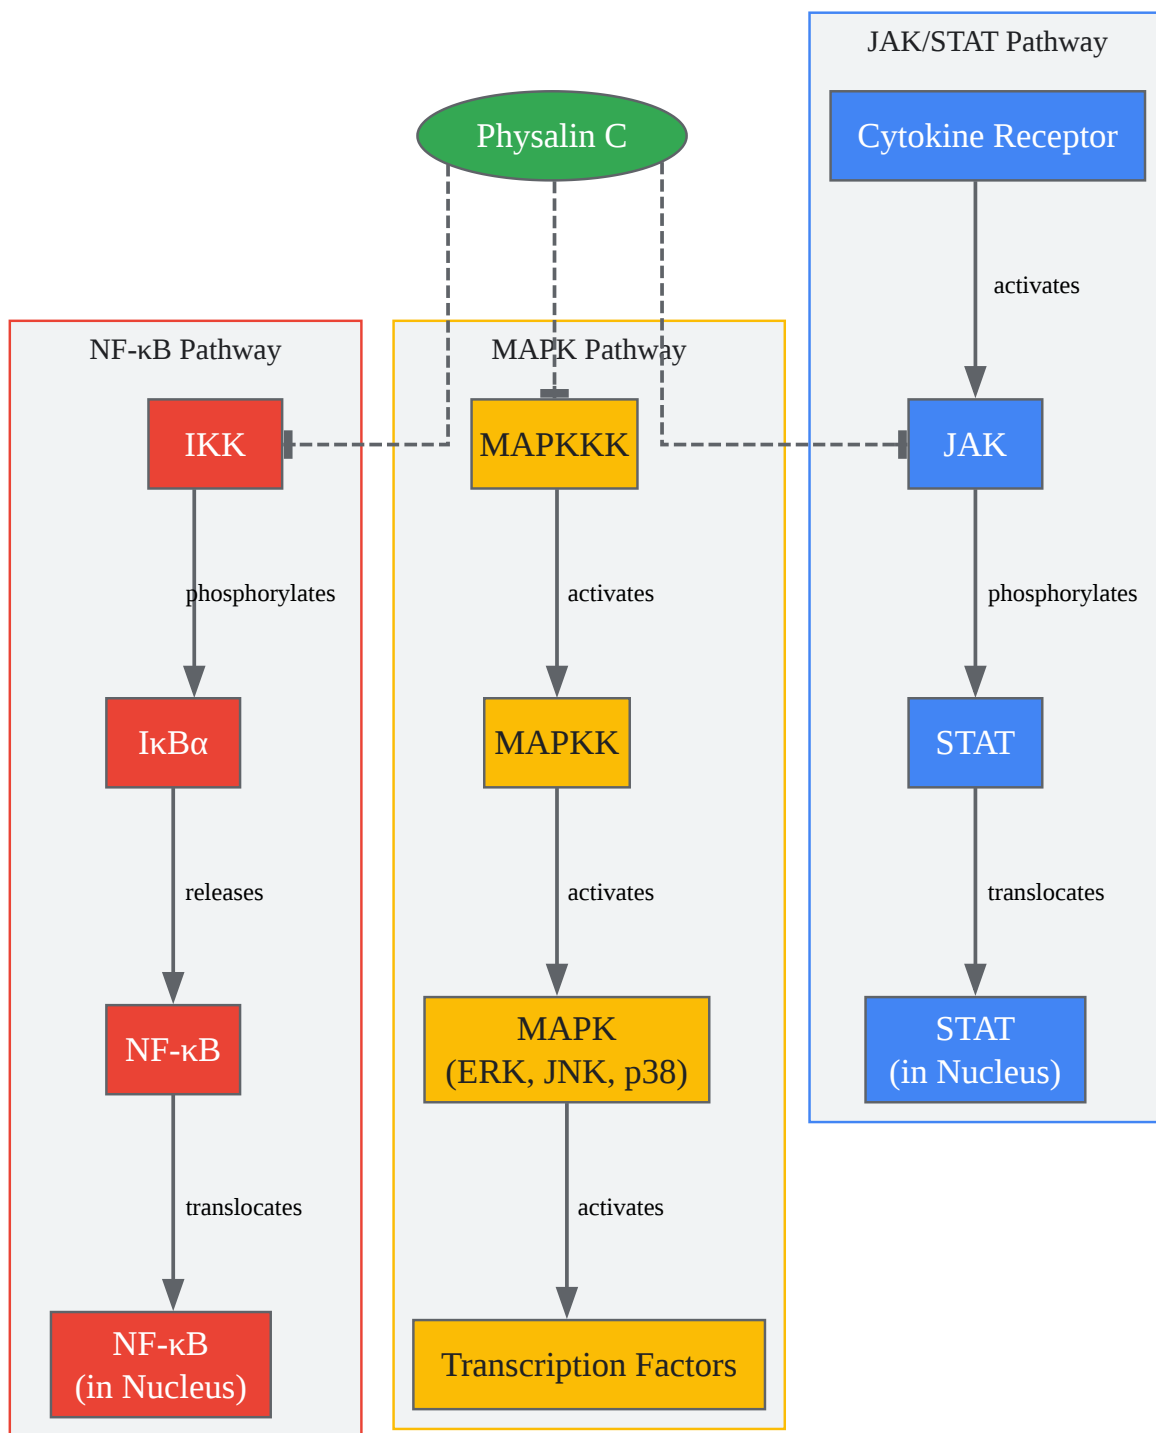 JAK/STAT Pathway
Physalin C
Cytokine Receptor
activates
NF-κB Pathway
MAPK Pathway
IKK
MAPKKK
JAK
phosphorylates
activates
phosphorylates
IκBα
MAPKK
STAT
releases
activates
translocates
NF-κB
MAPK
(ERK, JNK, p38)
STAT
(in Nucleus)
translocates
activates
NF-κB
(in Nucleus)
Transcription Factors